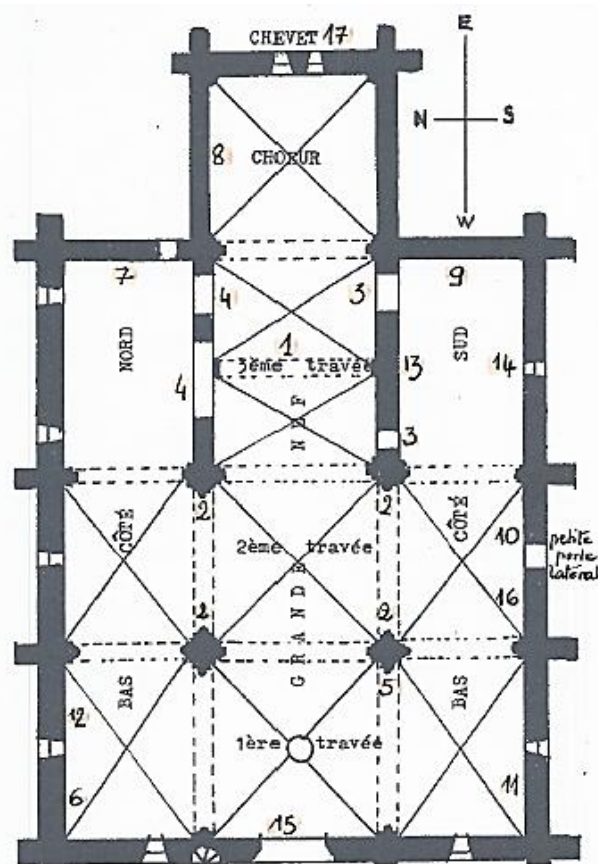 CHEVET 17
E
N S
W
8 CHOEUR
7
4
3
9
1
3ème travée
NORD
SUD
13
14
4
NEF
3
2
2
CÔTÉ
CÔTÉ
10
petite
porte
latéral
2ème travée
GRANDE
16
2
2
BAS
BAS
5
12
1ère travée
6
11
15